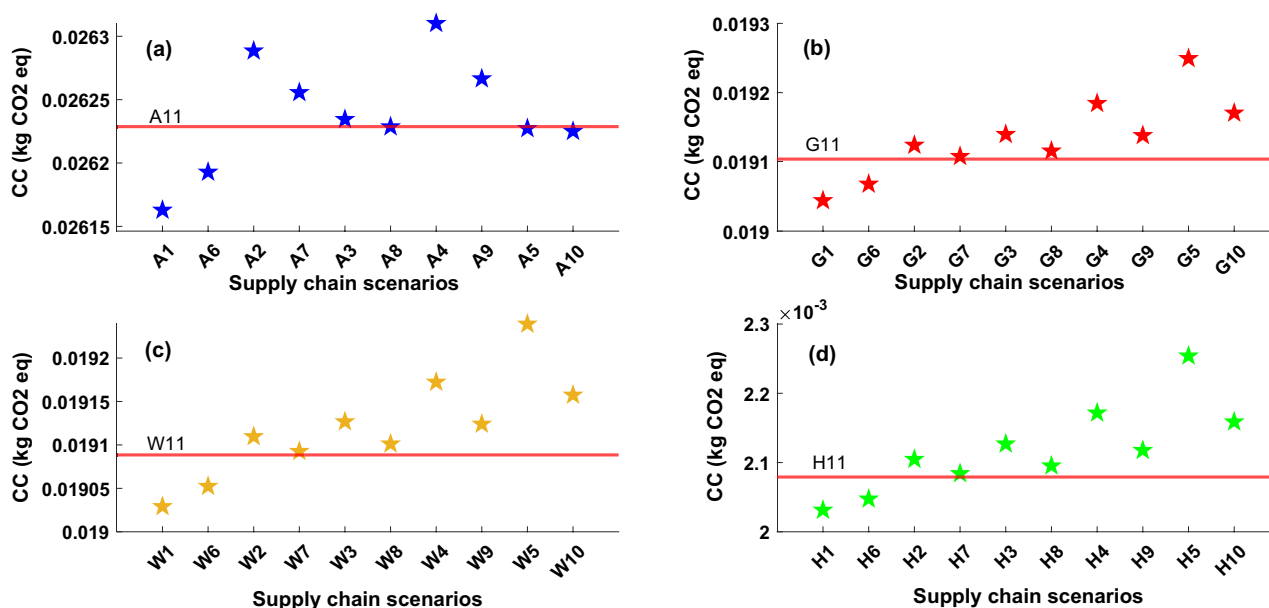 (a)
CC (kg CO2 eq)
0.0263
0.02625
0.0262
0.02615
A11
A1 A6 A2 A7 A3 A8 A4 A9 A5 A10
Supply chain scenarios
(b)
CC (kg CO2 eq)
0.0193
0.0192
0.0191
0.019
G11
G1 G6 G2 G7 G3 G8 G4 G9 G5 G10
Supply chain scenarios
(c)
CC (kg CO2 eq)
0.0192
0.01915
0.0191
0.01905
0.019
W11
W1 W6 W2 W7 W3 W8 W4 W9 W5 W10
Supply chain scenarios
(d)
CC (kg CO2 eq)
×10⁻³
2.3
2.2
2.1
2
H11
H1 H6 H2 H7 H3 H8 H4 H9 H5 H10
Supply chain scenarios